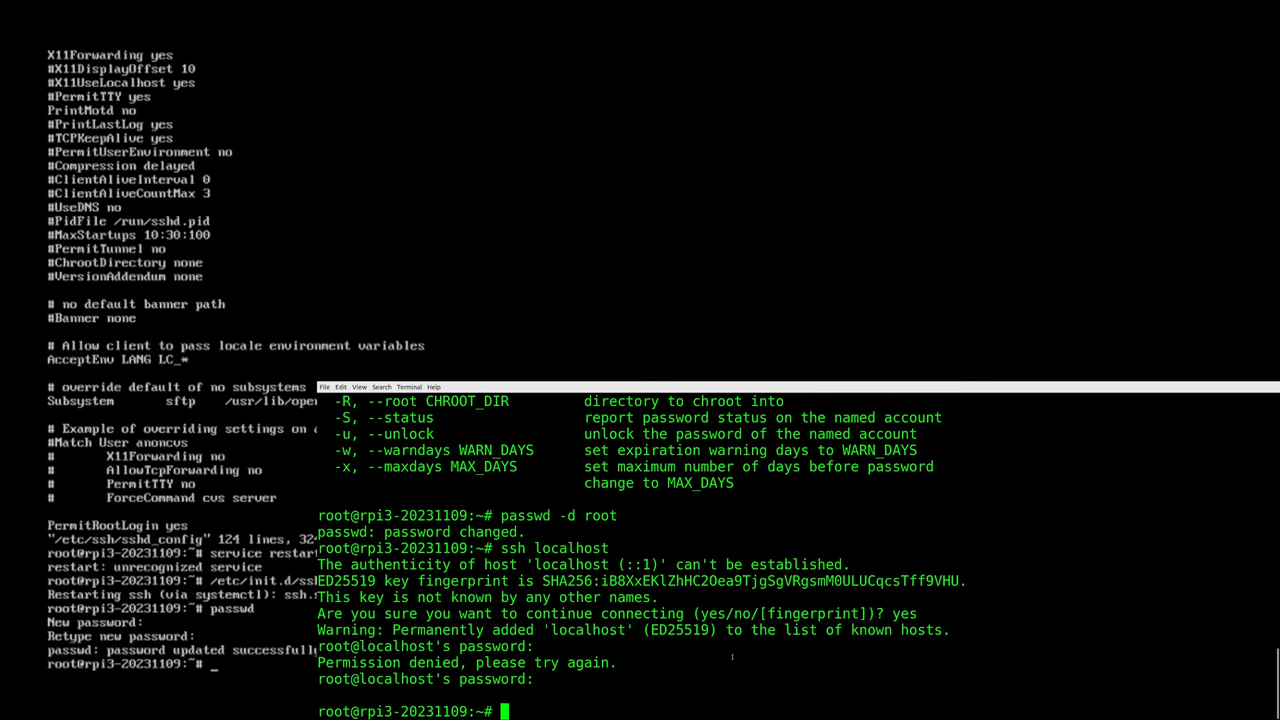 X11Forwarding yes
#X11DisplayOffset 10
#X11UseLocalhost yes
#PermitTTY yes
PrintMotd no
#PrintLastLog yes
#TCPKeepAlive yes
#PermitUserEnvironment no
#Compression delayed
#ClientAliveInterval 0
#ClientAliveCountMax 3
#UseDNS no
#PidFile /run/sshd.pid
#MaxStartups 10:30:100
#PermitTunnel no
#ChrootDirectory none
#VersionAddendum none
# no default banner path
#Banner none
# Allow client to pass locale environment variables
AcceptEnv LANG LC_*
# override default of no subsystems
Subsystem sftp /usr/lib/ope
# Example of overriding settings on
#Match User anoncvs
# X11Forwarding no
# AllowTcpForwarding no
# PermitTTY no
# ForceCommand cvs server
PermitRootLogin yes
"/etc/ssh/sshd_config" 124 lines, 32
root@rpi3-20231109:~# service restar
restart: unrecognized service
root@rpi3-20231109:~# /etc/init.d/ssh
Restarting ssh (via systemctl): ssh.s
root@rpi3-20231109:~# passwd
New password:
Retype new password:
passwd: password updated successfull
root@rpi3-20231109:~# _
File Edit View Search Terminal Help
-R, --root CHROOT_DIR directory to chroot into
-S, --status report password status on the named account
-u, --unlock unlock the password of the named account
-w, --warndays WARN_DAYS set expiration warning days to WARN_DAYS
-x, --maxdays MAX_DAYS set maximum number of days before password
change to MAX_DAYS
root@rpi3-20231109:~# passwd -d root
passwd: password changed.
root@rpi3-20231109:~# ssh localhost
The authenticity of host 'localhost (::1)' can't be established.
ED25519 key fingerprint is SHA256:iB8XxEKlZhHC2Oea9TjgSgVRgsmM0ULUCqcsTff9VHU.
This key is not known by any other names.
Are you sure you want to continue connecting (yes/no/[fingerprint])? yes
Warning: Permanently added 'localhost' (ED25519) to the list of known hosts.
root@localhost's password:
Permission denied, please try again.
root@localhost's password:
root@rpi3-20231109:~#